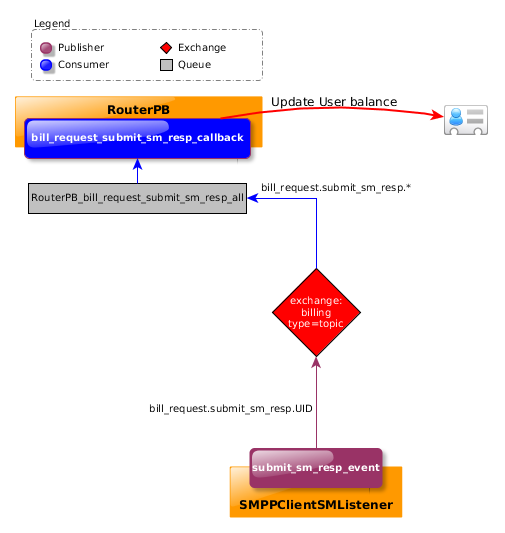 Legend
Publisher
Exchange
Consumer
Queue
RouterPB
Update User balance
bill_request_submit_sm_resp_callback
bill_request.submit_sm_resp.*
RouterPB_bill_request_submit_sm_resp_all
exchange:
billing
type=topic
bill_request.submit_sm_resp.UID
submit_sm_resp_event
SMPPClientSMListener